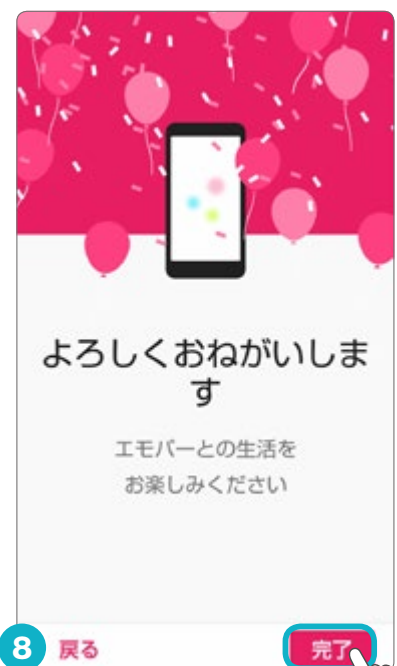 よろしくおねがいしま
す
エモパーとの生活を
お楽しみください
8 戻る 完了